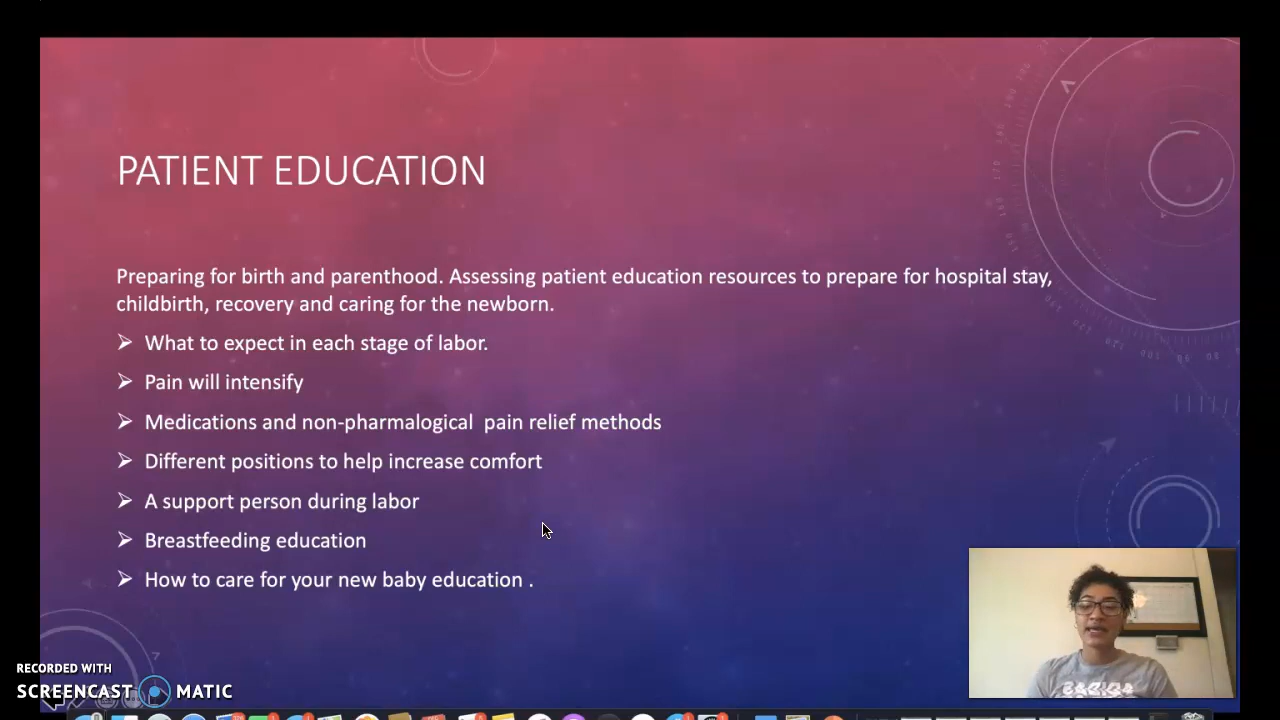 PATIENT EDUCATION
Preparing for birth and parenthood. Assessing patient education resources to prepare for hospital stay,
childbirth, recovery and caring for the newborn.
What to expect in each stage of labor.
Pain will intensify
Medications and non-pharmalogical pain relief methods
Different positions to help increase comfort
A support person during labor
Breastfeeding education
How to care for your new baby education .
RECORDED WITH
SCREENCAST MATIC